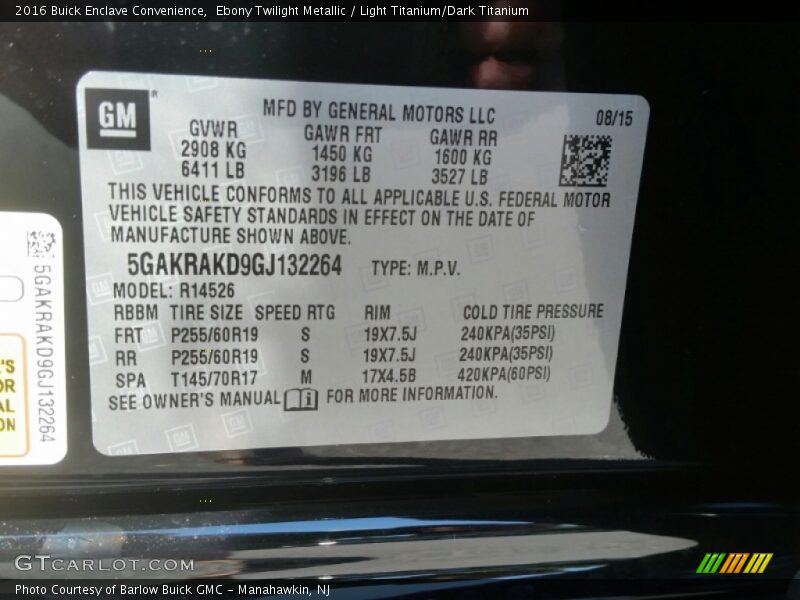 2016 Buick Enclave Convenience, Ebony Twilight Metallic / Light Titanium/Dark Titanium
GM ®
MFD BY GENERAL MOTORS LLC 08/15
GVWR GAWR FRT GAWR RR
2908 KG 1450 KG 1600 KG
6411 LB 3196 LB 3527 LB
THIS VEHICLE CONFORMS TO ALL APPLICABLE U.S. FEDERAL MOTOR
VEHICLE SAFETY STANDARDS IN EFFECT ON THE DATE OF
MANUFACTURE SHOWN ABOVE.
5GAKRAKD9GJ132264 TYPE: M.P.V.
MODEL: R14526
RBBM TIRE SIZE SPEED RTG RIM COLD TIRE PRESSURE
FRT P255/60R19 S 19X7.5J 240KPA(35PSI)
RR P255/60R19 S 19X7.5J 240KPA(35PSI)
SPA T145/70R17 M 17X4.5B 420KPA(60PSI)
SEE OWNER'S MANUAL i FOR MORE INFORMATION.
5GAKRAKD9GJ132264
'S
OR
AL
ON
GTCARLOT.COM
Photo Courtesy of Barlow Buick GMC – Manahawkin, NJ